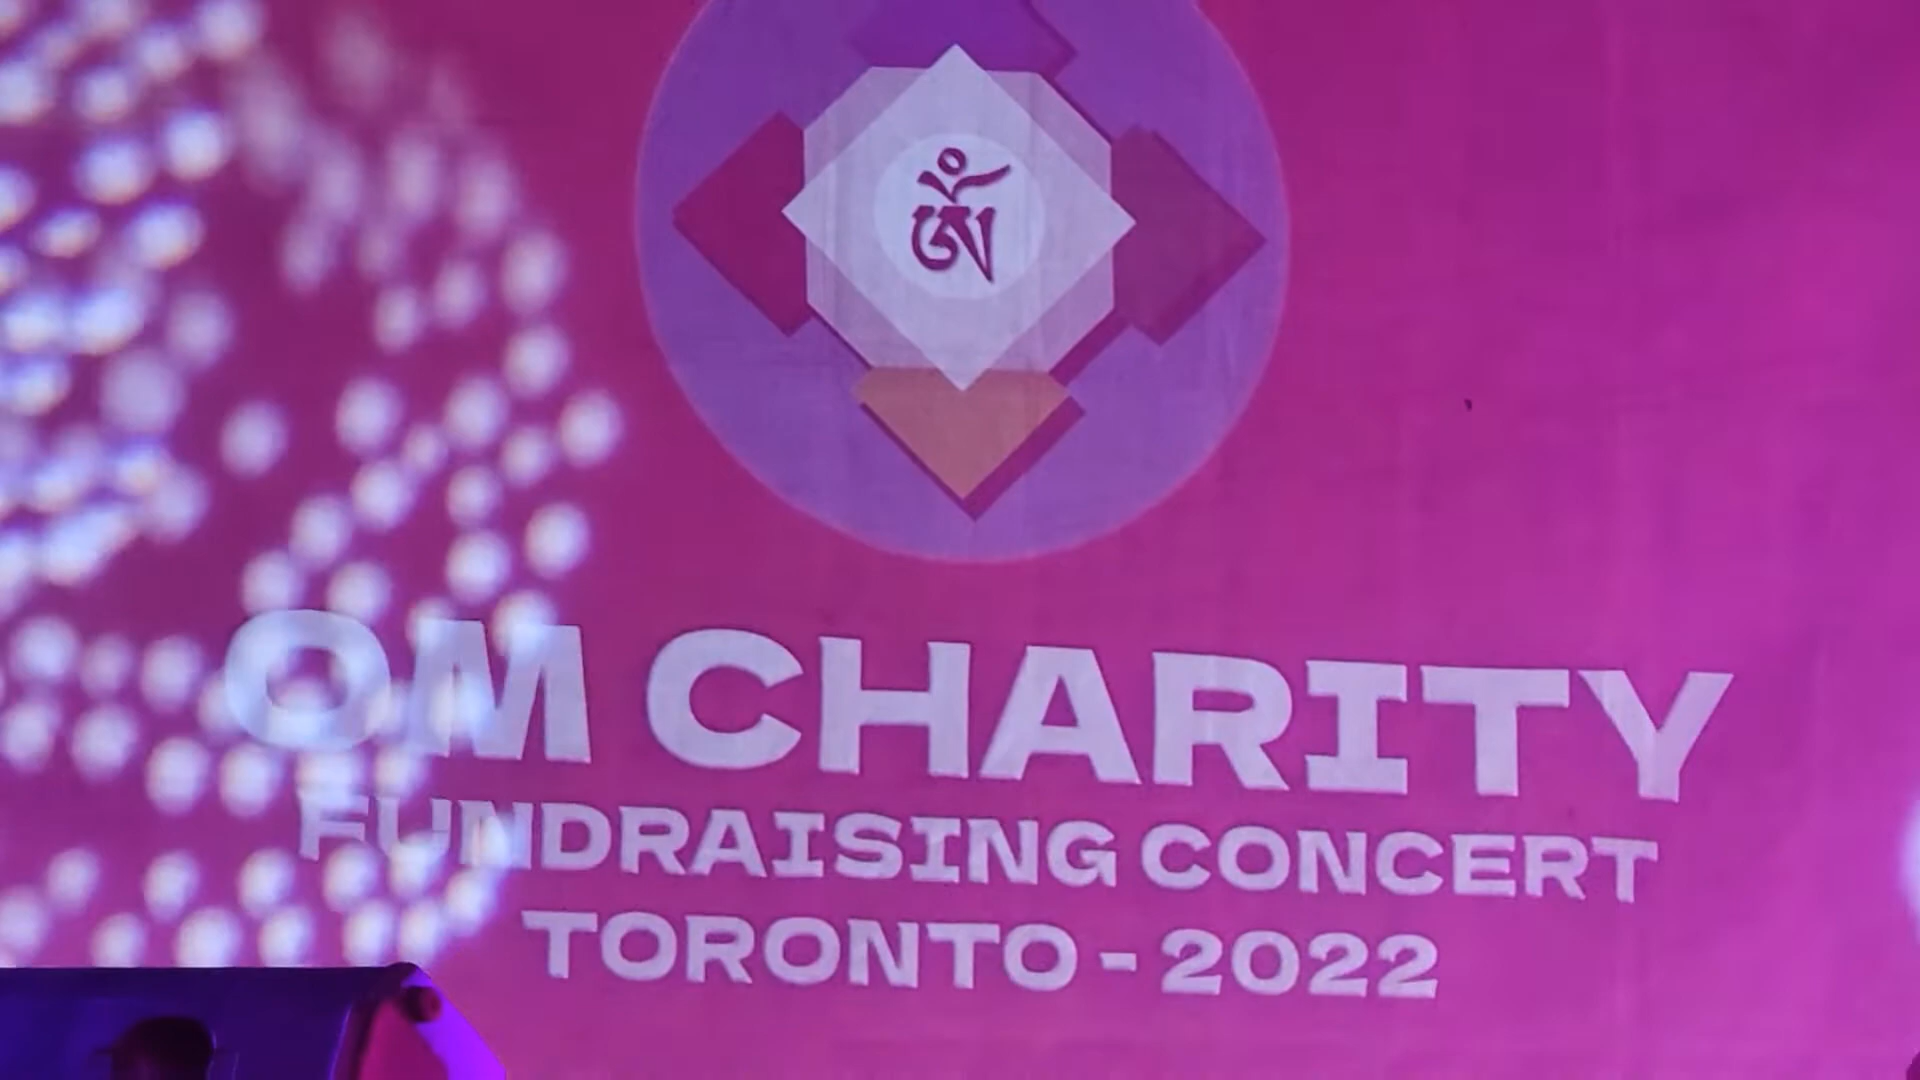 ༀ
OM CHARITY
FUNDRAISING CONCERT
TORONTO - 2022